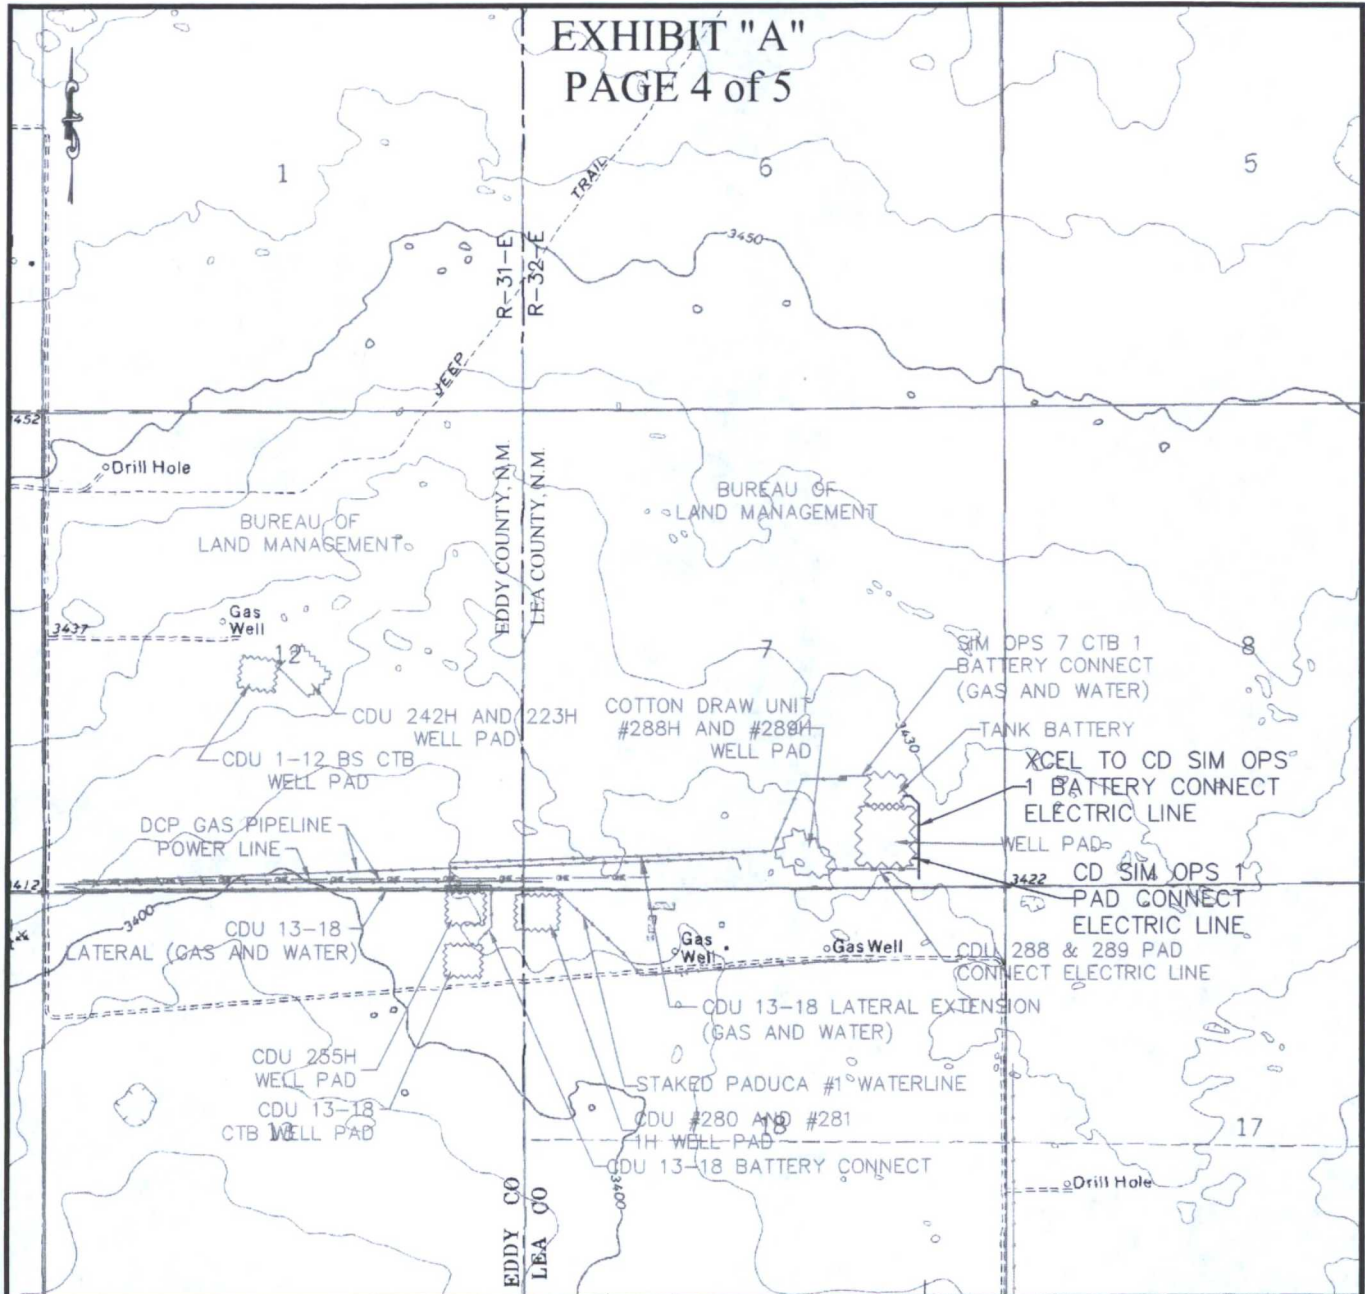 EXHIBIT "A"
PAGE 4 of 5
1
6
5
TRAIL
3450
R-31-E
R-32-E
JEEP
3452
Drill Hole
EDDY COUNTY, N.M.
LEA COUNTY, N.M.
BUREAU OF
LAND MANAGEMENT
BUREAU OF
LAND MANAGEMENT
Gas
Well
3437
12
7
8
SIM OPS 7 CTB 1
BATTERY CONNECT
(GAS AND WATER)
CDU 242H AND 223H
WELL PAD
COTTON DRAW UNIT
#288H AND #289H
WELL PAD
3430
TANK BATTERY
CDU 1-12 BS CTB
WELL PAD
XCEL TO CD SIM OPS
1 BATTERY CONNECT
ELECTRIC LINE
DCP GAS PIPELINE
POWER LINE
WELL PAD
3412
3422
CD SIM OPS 1
PAD CONNECT
ELECTRIC LINE
3400
CDU 13-18
LATERAL (GAS AND WATER)
Gas
Well
Gas Well
CDU 288 & 289 PAD
CONNECT ELECTRIC LINE
CDU 13-18 LATERAL EXTENSION
(GAS AND WATER)
CDU 255H
WELL PAD
STAKED PADUCA #1 WATERLINE
CDU 13-18
CTB WELL PAD
13
CDU #280 AND #281
1H WELL PAD
18
17
CDU 13-18 BATTERY CONNECT
3400
Drill Hole
EDDY CO
LEA CO